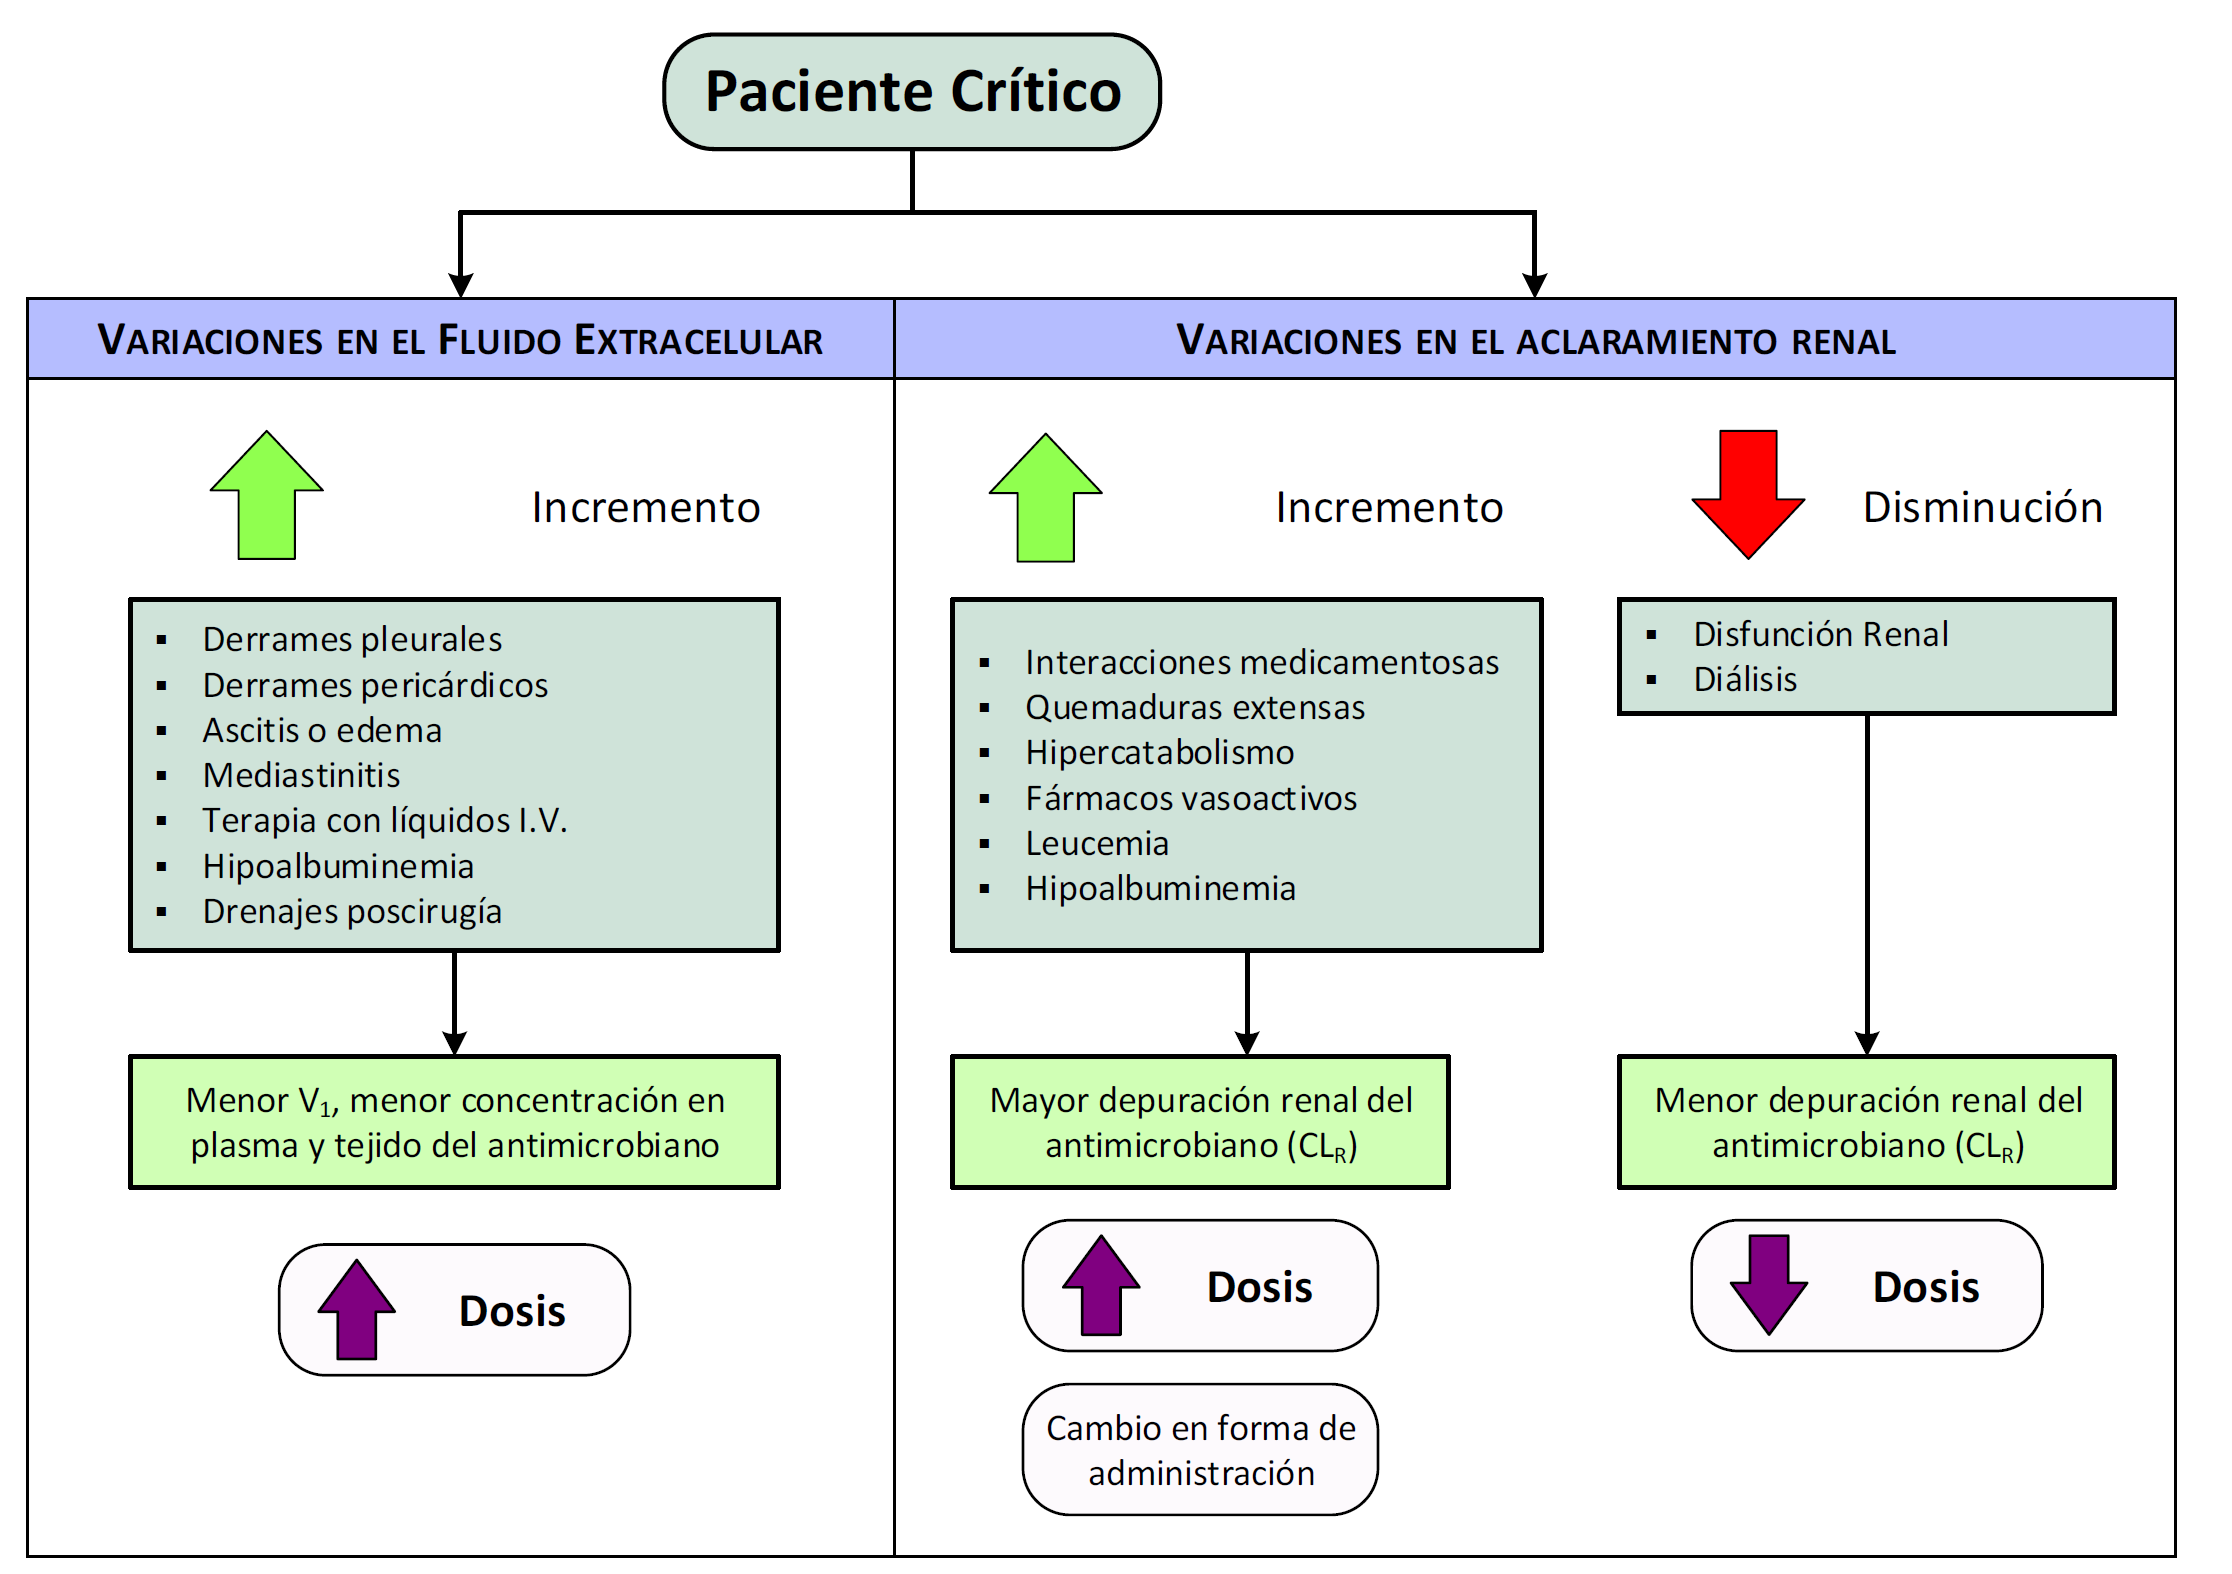 Paciente Crítico
VARIACIONES EN EL FLUIDO EXTRACELULAR
Incremento
▪ Derrames pleurales
▪ Derrames pericárdicos
▪ Ascitis o edema
▪ Mediastinitis
▪ Terapia con líquidos I.V.
▪ Hipoalbuminemia
▪ Drenajes poscirugía
Menor V₁, menor concentración en
plasma y tejido del antimicrobiano
Dosis
VARIACIONES EN EL ACLARAMIENTO RENAL
Incremento
▪ Interacciones medicamentosas
▪ Quemaduras extensas
▪ Hipercatabolismo
▪ Fármacos vasoactivos
▪ Leucemia
▪ Hipoalbuminemia
Mayor depuración renal del
antimicrobiano (CL_R)
Dosis
Cambio en forma de
administración
Disminución
▪ Disfunción Renal
▪ Diálisis
Menor depuración renal del
antimicrobiano (CL_R)
Dosis